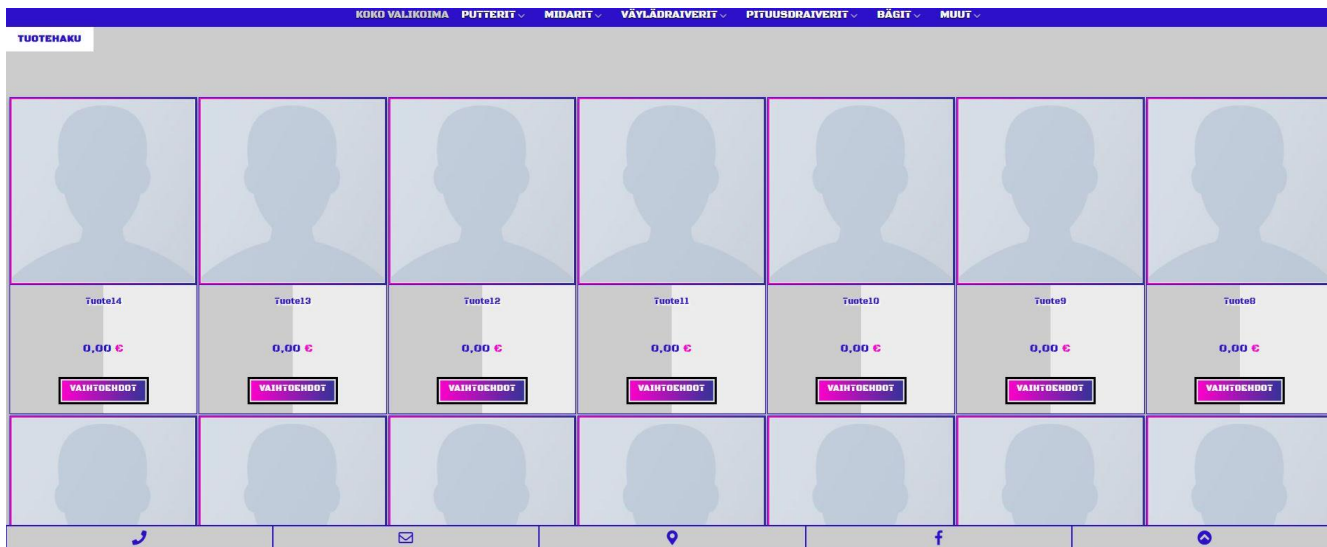 KOKO VALIKOIMA PUTTERIT MIDARIT VÄYLÄDRAIVERIT PITUUSDRAIVERIT BÄGIT MUUT
TUOTEHAKU
Tuote14 Tuote13 Tuote12 Tuote11 Tuote10 Tuote9 Tuote8
0,00 € 0,00 € 0,00 € 0,00 € 0,00 € 0,00 € 0,00 €
VAIHTOEHDOT VAIHTOEHDOT VAIHTOEHDOT VAIHTOEHDOT VAIHTOEHDOT VAIHTOEHDOT VAIHTOEHDOT